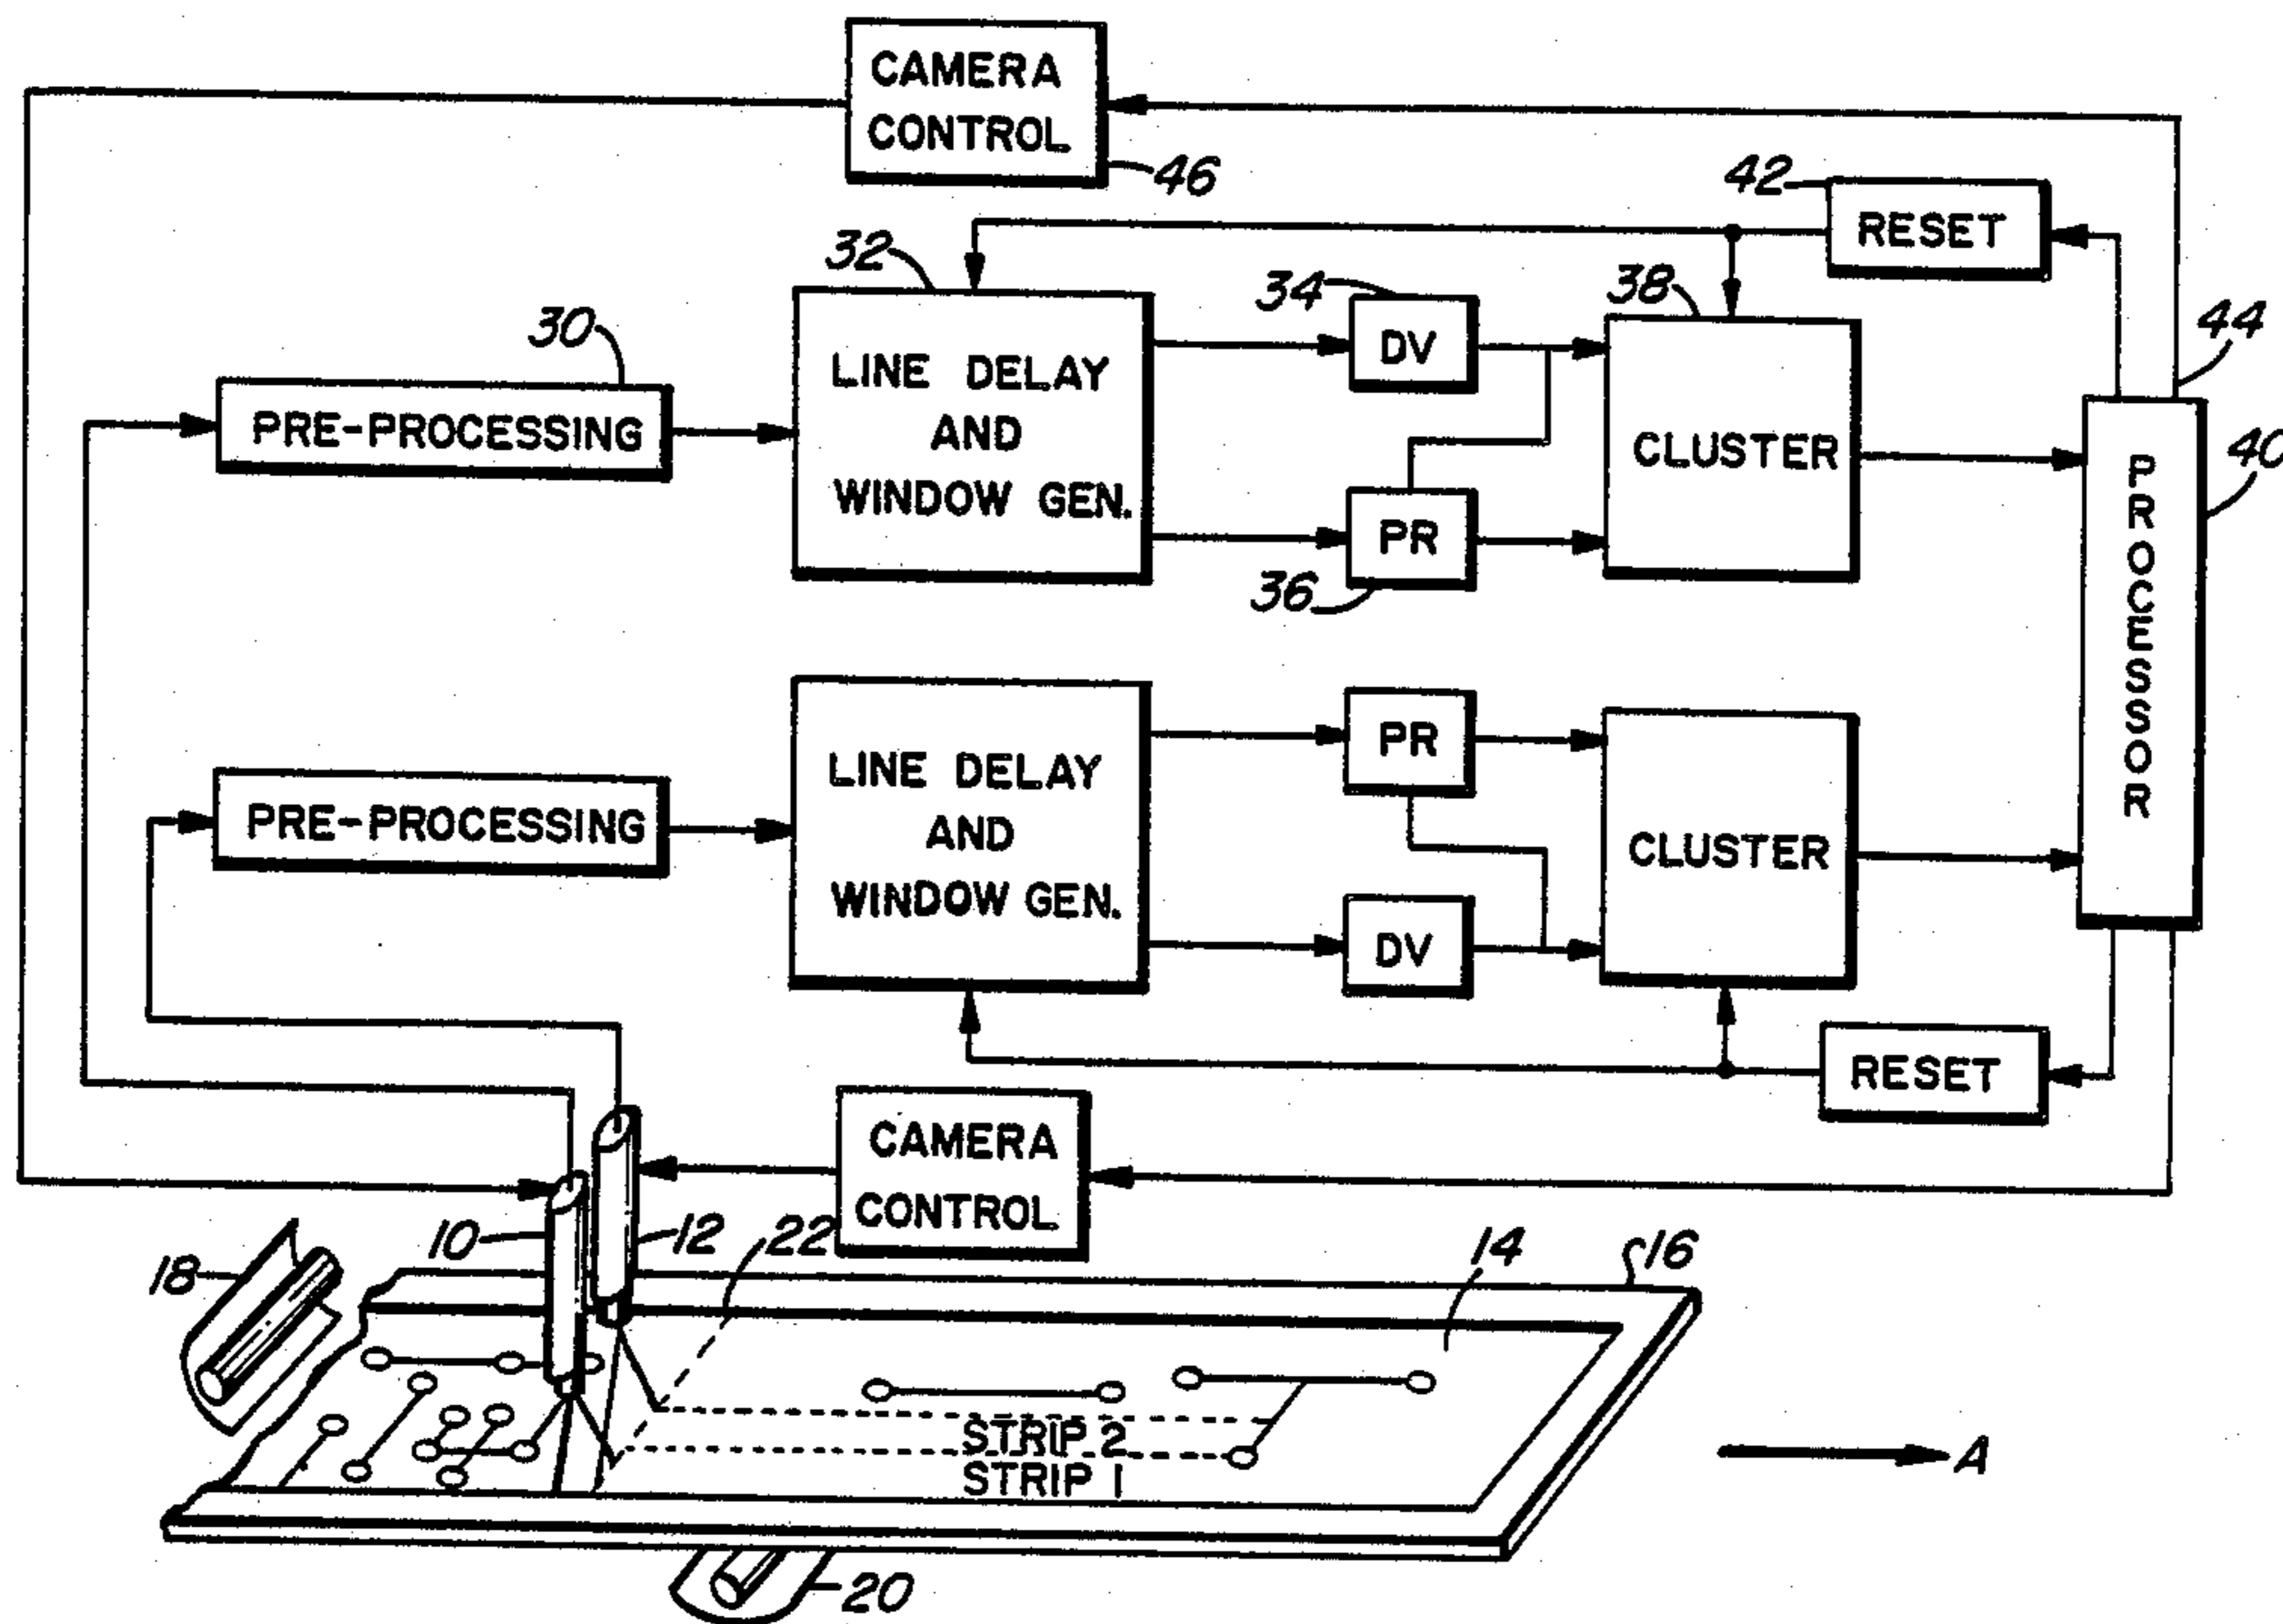 CAMERA
CONTROL
46
42
RESET
32
34
38
44
30
LINE DELAY
AND
WINDOW GEN.
DV
PRE-PROCESSING
CLUSTER
40
PR
36
PROCESSOR
PRE-PROCESSING
LINE DELAY
AND
WINDOW GEN.
PR
DV
CLUSTER
RESET
CAMERA
CONTROL
10
12
22
14
16
18
STRIP 2
STRIP 1
A
20